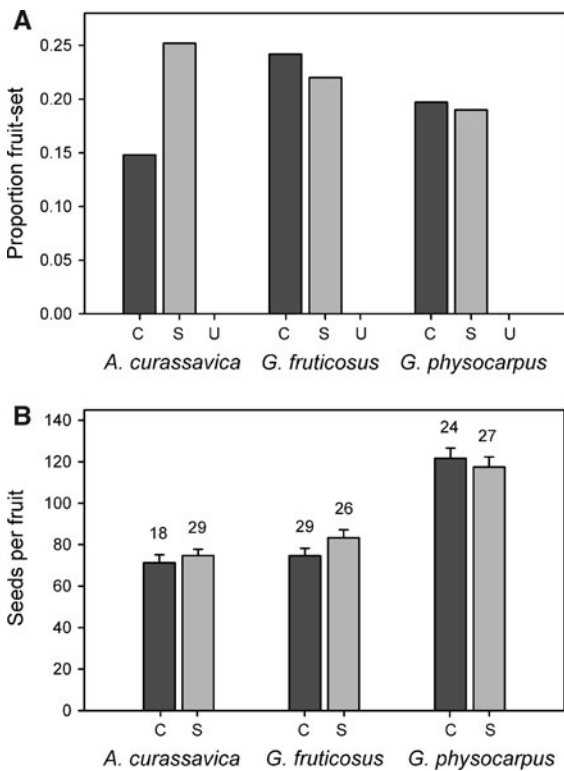 A
Proportion fruit-set
0.25
0.20
0.15
0.10
0.05
0.00
C S U C S U C S U
A. curassavica G. fruticosus G. physocarpus
B
Seeds per fruit
140
120
100
80
60
40
20
0
18 29 29 26 24 27
C S C S C S
A. curassavica G. fruticosus G. physocarpus